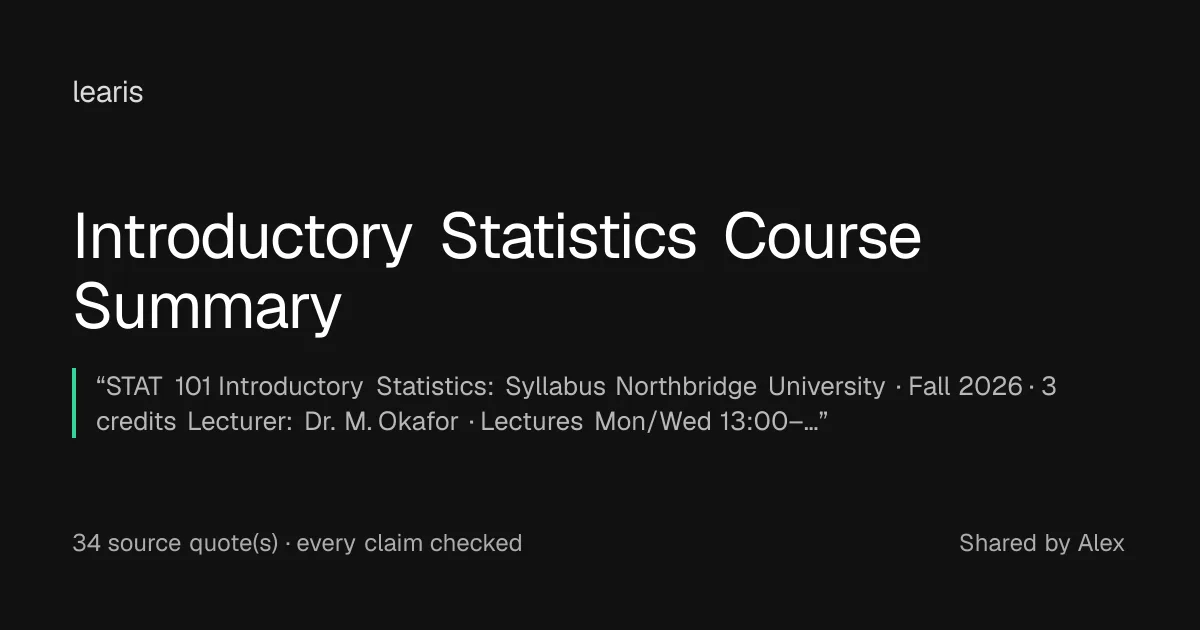 learis
Introductory Statistics Course
Summary
“STAT 101 Introductory Statistics: Syllabus Northbridge University · Fall 2026 · 3
credits Lecturer: Dr. M. Okafor · Lectures Mon/Wed 13:00–…”
34 source quote(s) · every claim checked
Shared by Alex